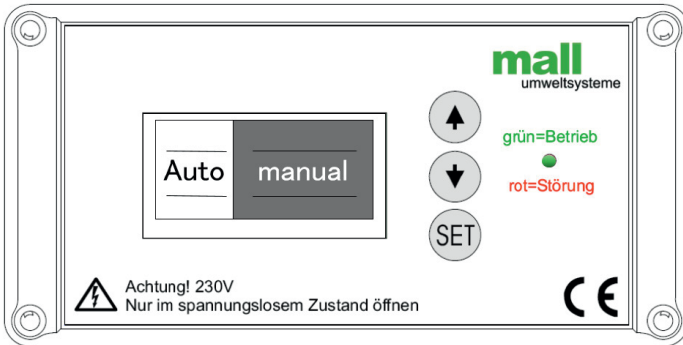 mall
umweltsysteme
Auto
manual
grün=Betrieb
rot=Störung
SET
Achtung! 230V
Nur im spannungslosem Zustand öffnen
CE